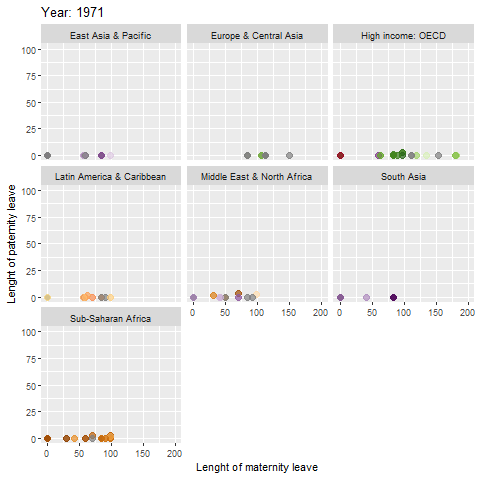 Year: 1971
East Asia & Pacific
Europe & Central Asia
High income: OECD
100
75
50
25
0
Latin America & Caribbean
Middle East & North Africa
South Asia
100
75
50
25
0
0 50 100 150 200
0 50 100 150 200
Sub-Saharan Africa
100
75
50
25
0
0 50 100 150 200
Lenght of paternity leave
Lenght of maternity leave